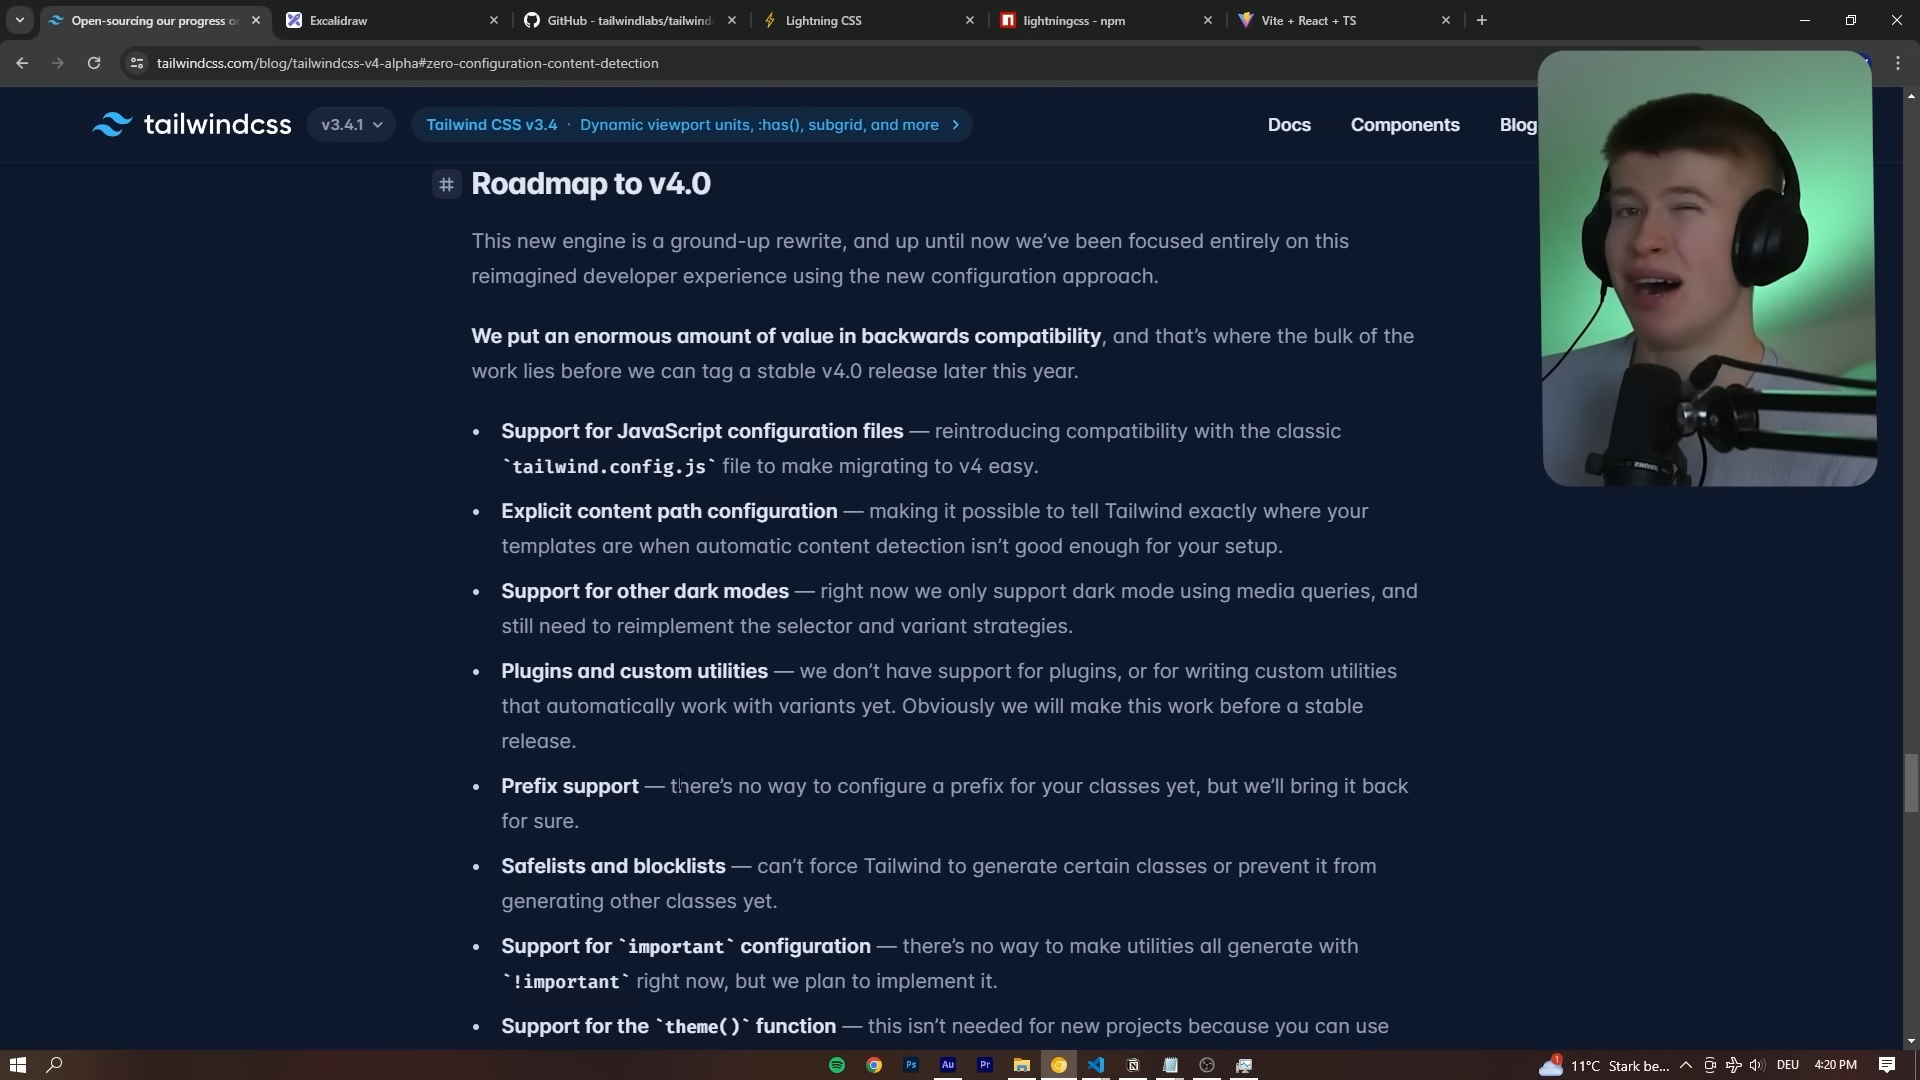 Open-sourcing our progress o
Excalidraw
GitHub - tailwindlabs/tailwind
Lightning CSS
lightningcss - npm
Vite + React + TS
tailwindcss.com/blog/tailwindcss-v4-alpha#zero-configuration-content-detection
tailwindcss
v3.4.1
Tailwind CSS v3.4 · Dynamic viewport units, :has(), subgrid, and more
Docs
Components
Blog
# Roadmap to v4.0
This new engine is a ground-up rewrite, and up until now we’ve been focused entirely on this
reimagined developer experience using the new configuration approach.
We put an enormous amount of value in backwards compatibility, and that’s where the bulk of the
work lies before we can tag a stable v4.0 release later this year.
• Support for JavaScript configuration files — reintroducing compatibility with the classic
`tailwind.config.js` file to make migrating to v4 easy.
• Explicit content path configuration — making it possible to tell Tailwind exactly where your
templates are when automatic content detection isn’t good enough for your setup.
• Support for other dark modes — right now we only support dark mode using media queries, and
still need to reimplement the selector and variant strategies.
• Plugins and custom utilities — we don’t have support for plugins, or for writing custom utilities
that automatically work with variants yet. Obviously we will make this work before a stable
release.
• Prefix support — there’s no way to configure a prefix for your classes yet, but we’ll bring it back
for sure.
• Safelists and blocklists — can’t force Tailwind to generate certain classes or prevent it from
generating other classes yet.
• Support for `important` configuration — there’s no way to make utilities all generate with
`!important` right now, but we plan to implement it.
• Support for the `theme()` function — this isn’t needed for new projects because you can use
Ps
Au
Pr
1
11°C Stark be...
DEU
4:20 PM